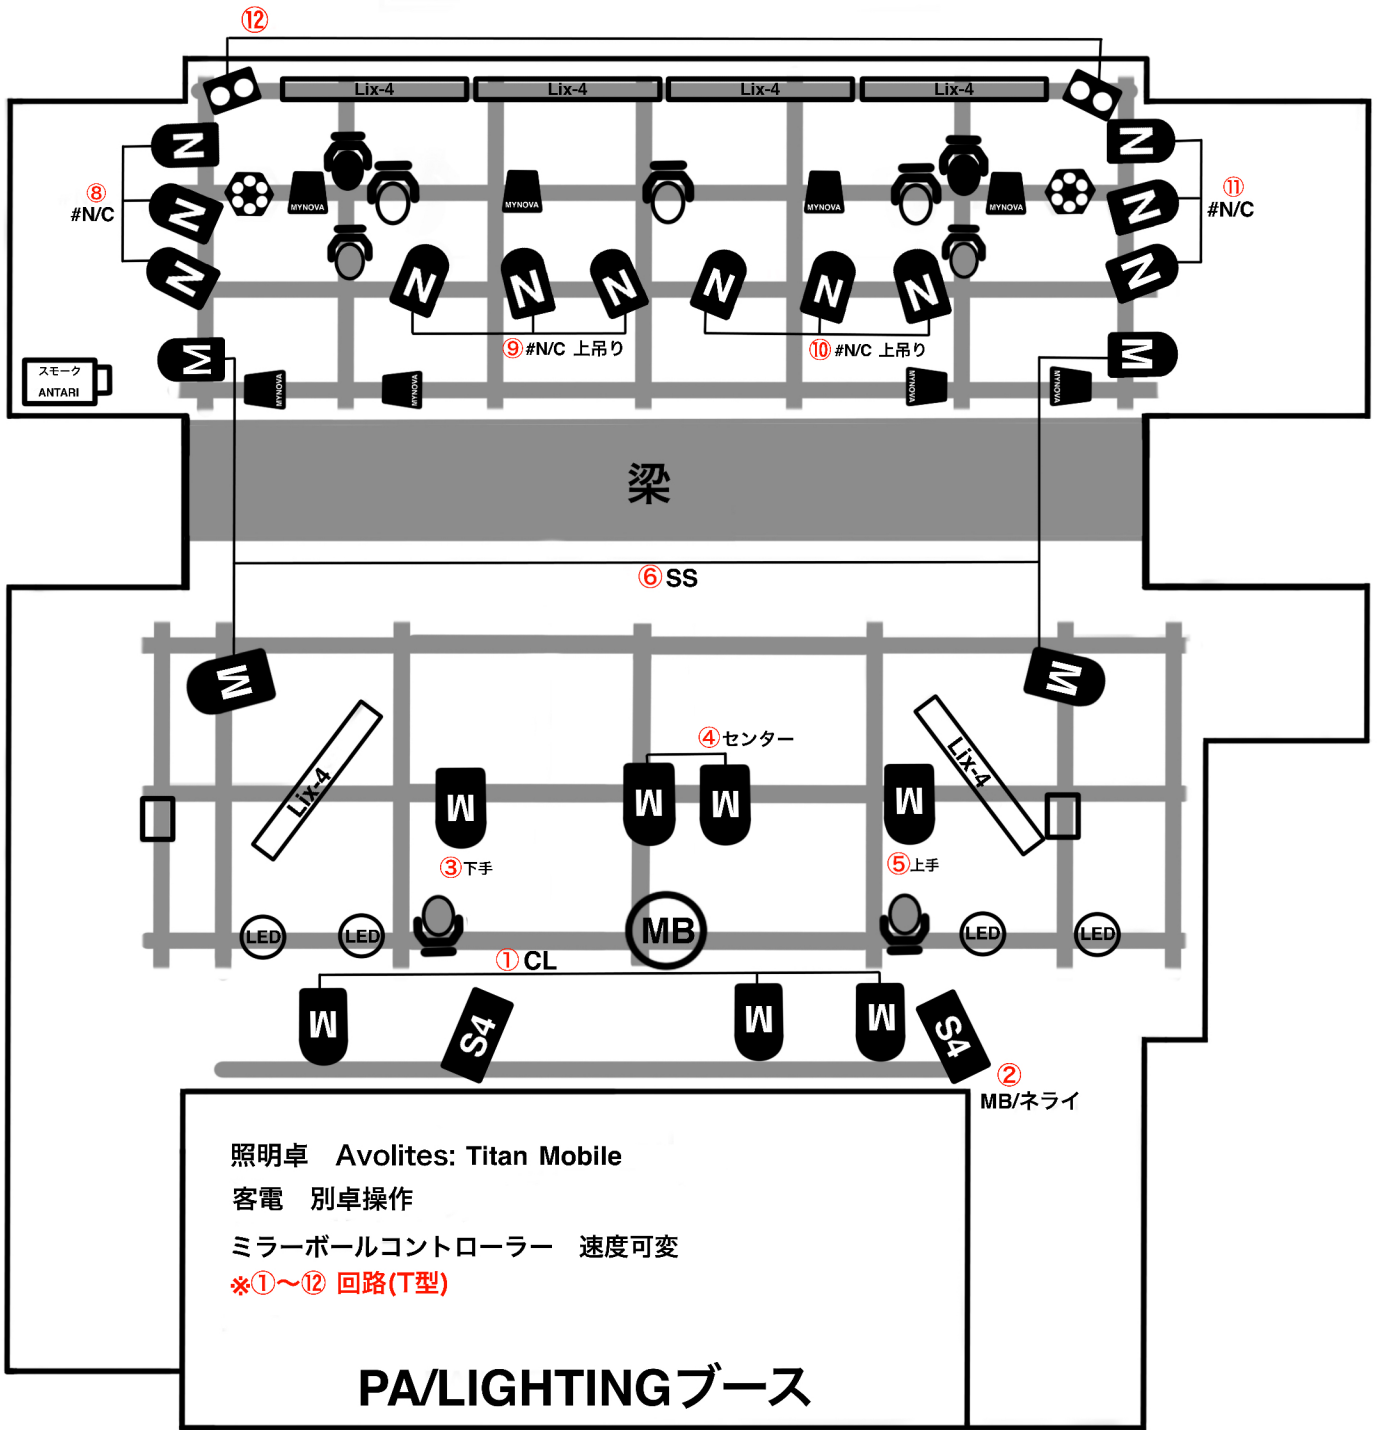 ⑫
Lix-4
Lix-4
Lix-4
Lix-4
N
N
⑧
#N/C
N
MYNOVA
MYNOVA
MYNOVA
MYNOVA
N
⑪
#N/C
N
N
N
N
N
N
N
N
N
⑨#N/C 上吊り
⑩#N/C 上吊り
M
M
スモーク
ANTARI
MYNOVA
MYNOVA
MYNOVA
MYNOVA
梁
⑥SS
M
M
④センター
Lix-4
Lix-4
M
M
M
M
③下手
⑤上手
LED
LED
MB
LED
LED
①CL
M
S4
M
M
S4
②
MB/ネライ
照明卓 Avolites: Titan Mobile
客電 別卓操作
ミラーボールコントローラー 速度可変
※①〜⑫ 回路(T型)
PA/LIGHTINGブース